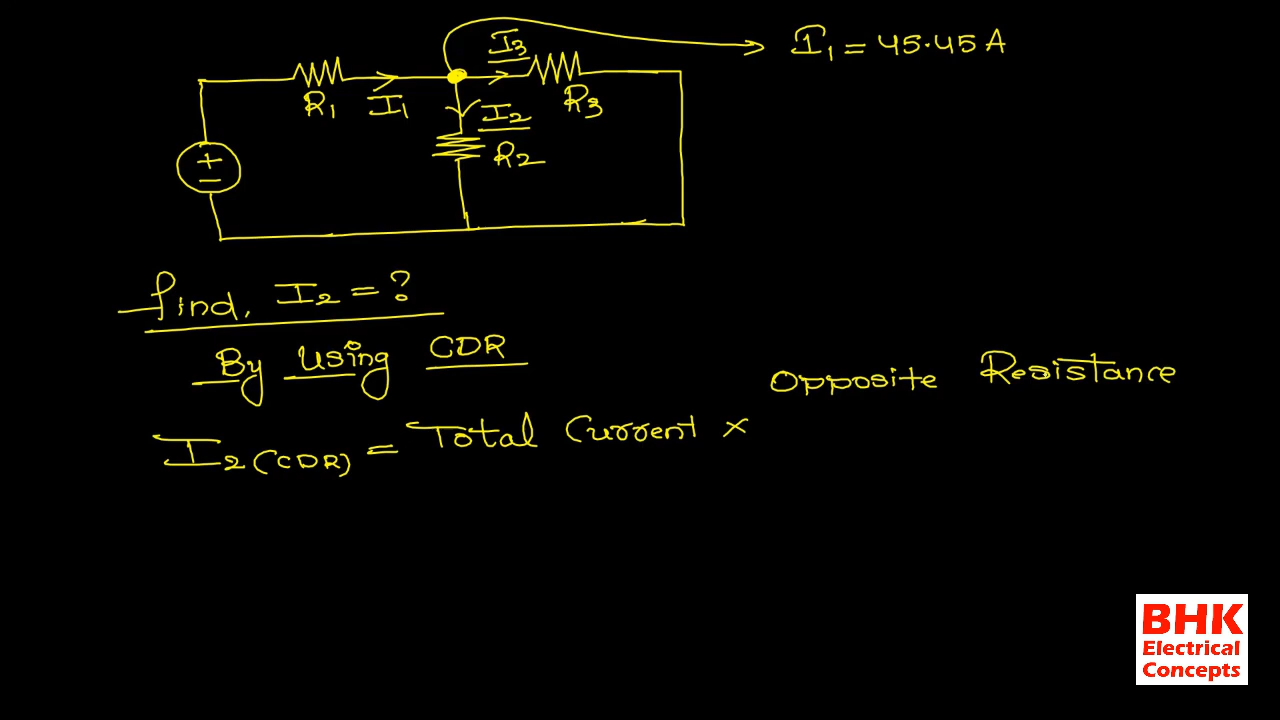 I1 = 45.45 A
I3
R1 I1 R3
I2
R2
+
−
find, I2 = ?
By Using CDR
Opposite Resistance
I2(CDR) = Total Current ×
BHK
Electrical
Concepts